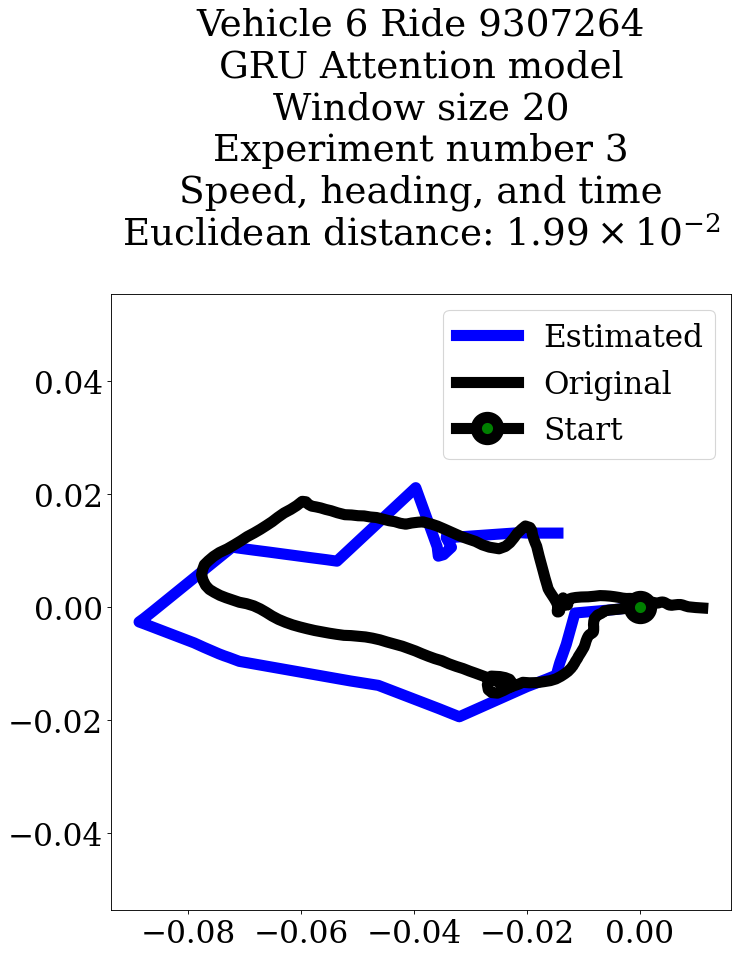 Vehicle 6 Ride 9307264
GRU Attention model
Window size 20
Experiment number 3
Speed, heading, and time
Euclidean distance: 1.99 × 10⁻²
Estimated
Original
Start
0.04
0.02
0.00
−0.02
−0.04
−0.08 −0.06 −0.04 −0.02 0.00